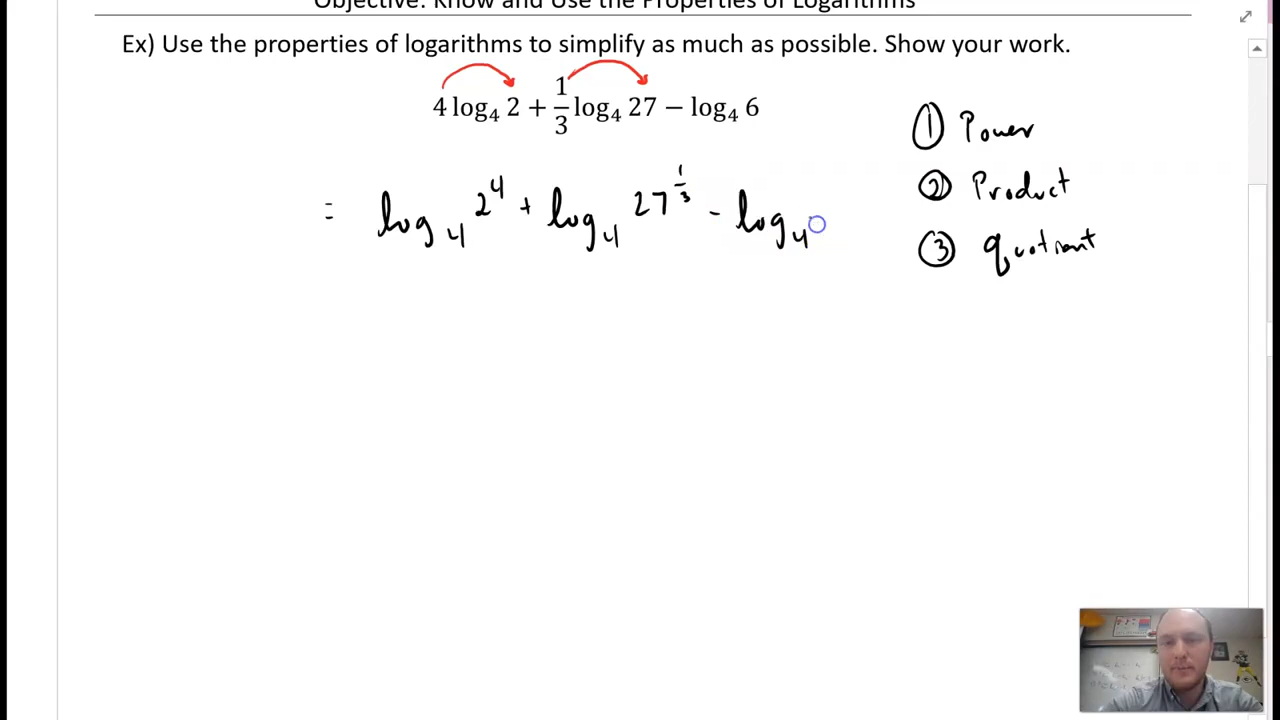 Objective: Know and Use the Properties of Logarithms
Ex) Use the properties of logarithms to simplify as much as possible. Show your work.
4 log₄ 2 + 1/3 log₄ 27 − log₄ 6
= log₄ 2⁴ + log₄ 27^(1/3) - log₄
① Power
② Product
③ quotient